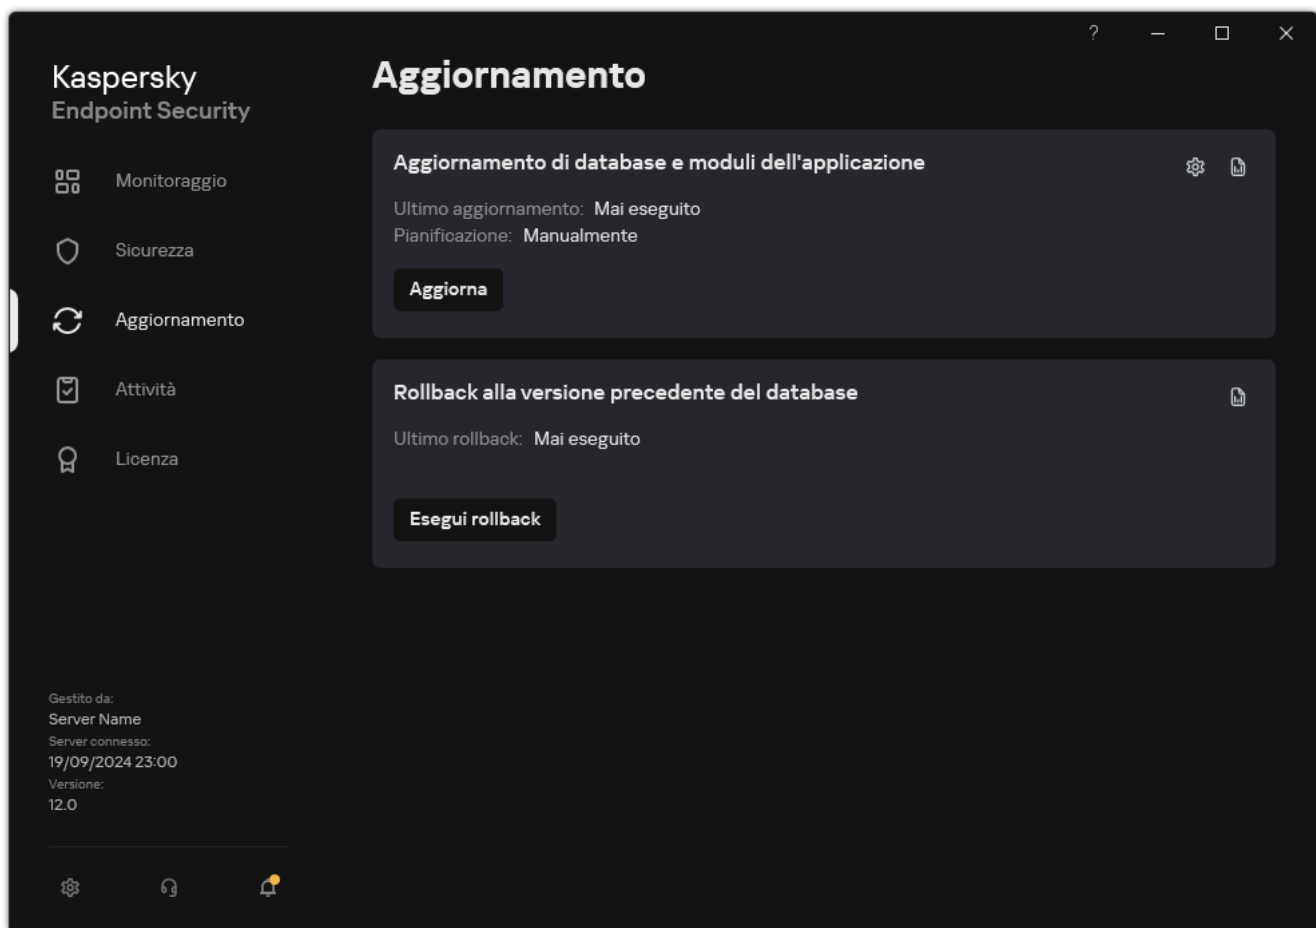 ?
Kaspersky
Endpoint Security
Monitoraggio
Sicurezza
Aggiornamento
Attività
Licenza
Gestito da:
Server Name
Server connesso:
19/09/2024 23:00
Versione:
12.0
Aggiornamento
Aggiornamento di database e moduli dell'applicazione
Ultimo aggiornamento: Mai eseguito
Pianificazione: Manualmente
Aggiorna
Rollback alla versione precedente del database
Ultimo rollback: Mai eseguito
Esegui rollback